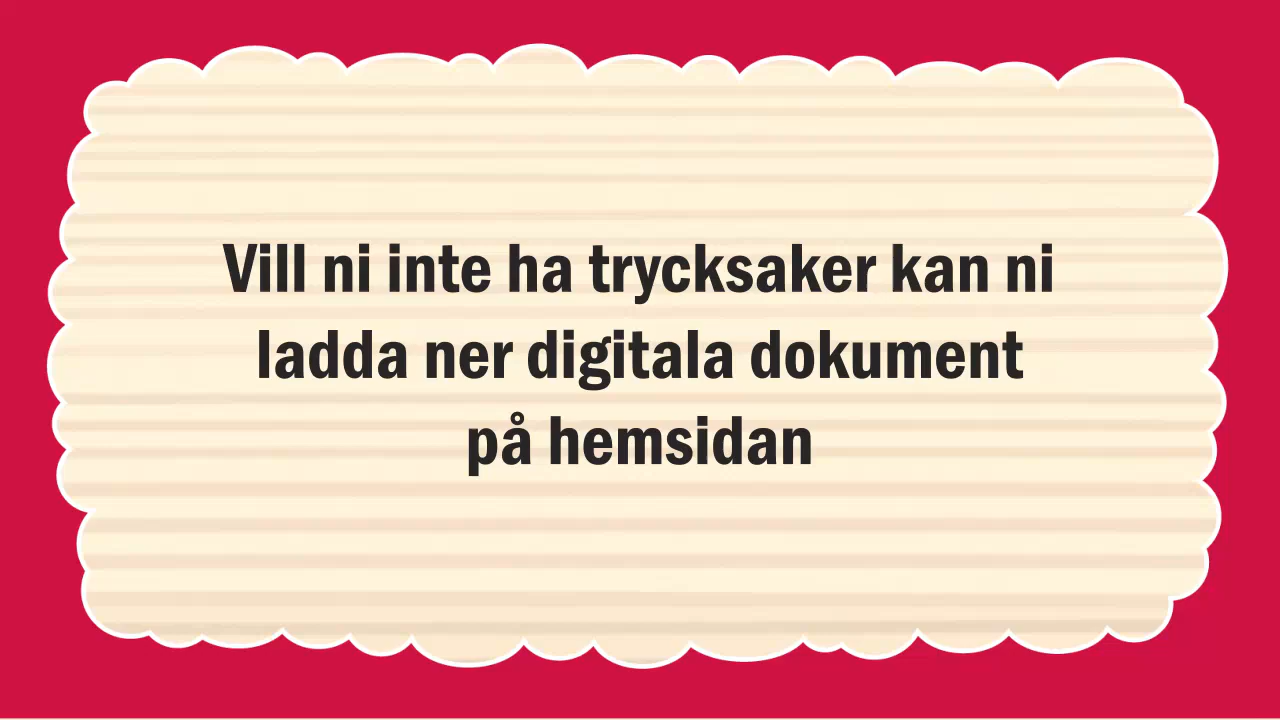 Vill ni inte ha trycksaker kan ni
ladda ner digitala dokument
på hemsidan